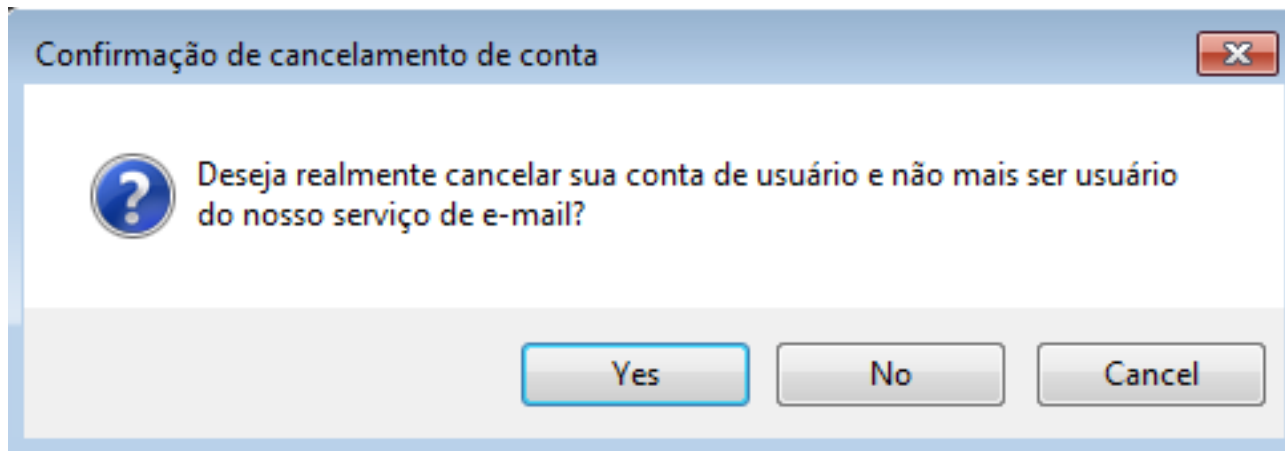 Confirmação de cancelamento de conta
Deseja realmente cancelar sua conta de usuário e não mais ser usuário
do nosso serviço de e-mail?
Yes No Cancel